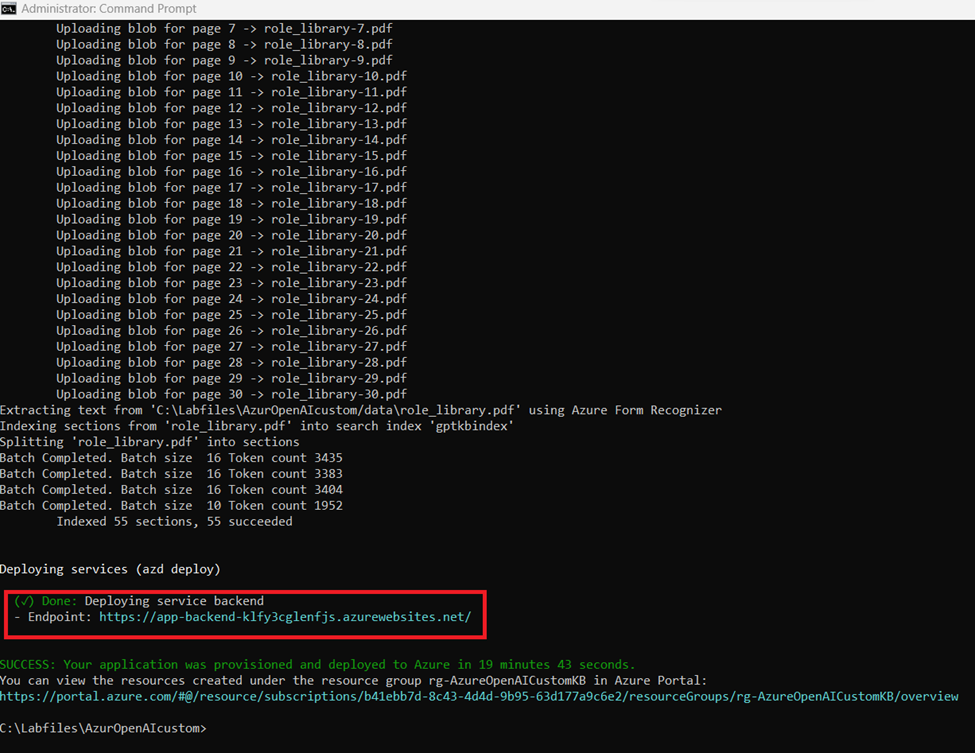 Administrator: Command Prompt
Uploading blob for page 7 -> role_library-7.pdf
Uploading blob for page 8 -> role_library-8.pdf
Uploading blob for page 9 -> role_library-9.pdf
Uploading blob for page 10 -> role_library-10.pdf
Uploading blob for page 11 -> role_library-11.pdf
Uploading blob for page 12 -> role_library-12.pdf
Uploading blob for page 13 -> role_library-13.pdf
Uploading blob for page 14 -> role_library-14.pdf
Uploading blob for page 15 -> role_library-15.pdf
Uploading blob for page 16 -> role_library-16.pdf
Uploading blob for page 17 -> role_library-17.pdf
Uploading blob for page 18 -> role_library-18.pdf
Uploading blob for page 19 -> role_library-19.pdf
Uploading blob for page 20 -> role_library-20.pdf
Uploading blob for page 21 -> role_library-21.pdf
Uploading blob for page 22 -> role_library-22.pdf
Uploading blob for page 23 -> role_library-23.pdf
Uploading blob for page 24 -> role_library-24.pdf
Uploading blob for page 25 -> role_library-25.pdf
Uploading blob for page 26 -> role_library-26.pdf
Uploading blob for page 27 -> role_library-27.pdf
Uploading blob for page 28 -> role_library-28.pdf
Uploading blob for page 29 -> role_library-29.pdf
Uploading blob for page 30 -> role_library-30.pdf
Extracting text from 'C:\Labfiles\AzurOpenAIcustom/data\role_library.pdf' using Azure Form Recognizer
Indexing sections from 'role_library.pdf' into search index 'gptkbindex'
Splitting 'role_library.pdf' into sections
Batch Completed. Batch size  16 Token count 3435
Batch Completed. Batch size  16 Token count 3383
Batch Completed. Batch size  16 Token count 3404
Batch Completed. Batch size  10 Token count 1952
Indexed 55 sections, 55 succeeded
Deploying services (azd deploy)
(✓) Done: Deploying service backend
- Endpoint: https://app-backend-klfy3cglenfjs.azurewebsites.net/
SUCCESS: Your application was provisioned and deployed to Azure in 19 minutes 43 seconds.
You can view the resources created under the resource group rg-AzureOpenAICustomKB in Azure Portal:
https://portal.azure.com/#@/resource/subscriptions/b41ebb7d-8c43-4d4d-9b95-63d177a9c6e2/resourceGroups/rg-AzureOpenAICustomKB/overview
C:\Labfiles\AzurOpenAIcustom>